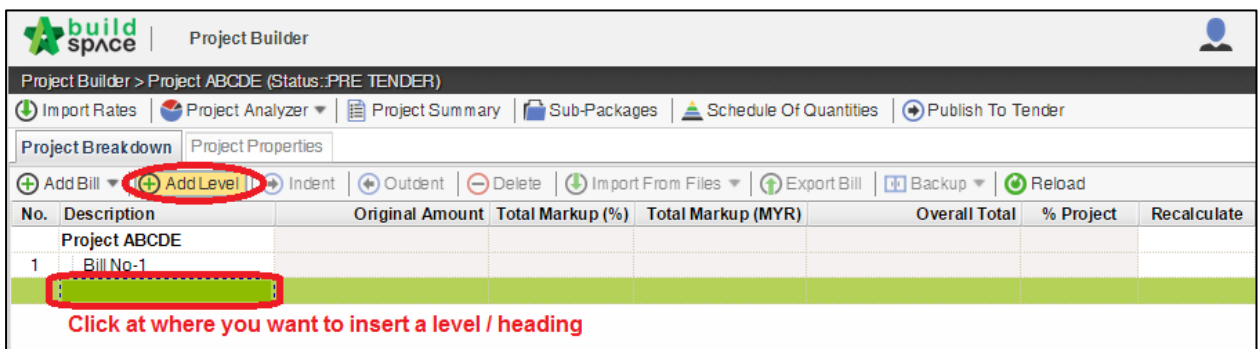 build space Project Builder
Project Builder > Project ABCDE (Status::PRE TENDER)
Import Rates Project Analyzer Project Summary Sub-Packages Schedule Of Quantities Publish To Tender
Project Breakdown Project Properties
Add Bill Add Level Indent Outdent Delete Import From Files Export Bill Backup Reload
No. Description Original Amount Total Markup (%) Total Markup (MYR) Overall Total % Project Recalculate
Project ABCDE
1 Bill No-1
Click at where you want to insert a level / heading